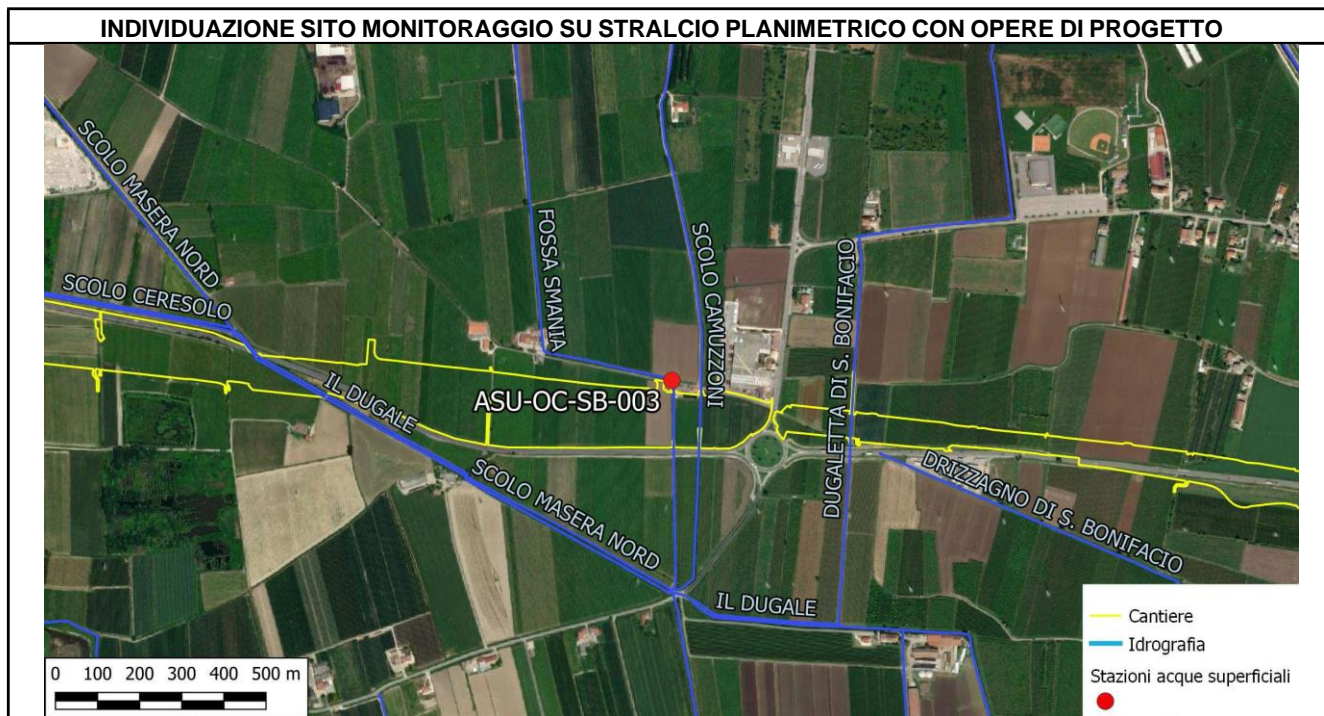 INDIVIDUAZIONE SITO MONITORAGGIO SU STRALCIO PLANIMETRICO CON OPERE DI PROGETTO
SCOLO MASERA NORD
SCOLO CERESOLO
FOSSA SMANIA
SCOLO CAMUZZONI
DUGALETTA DI S. BONIFACIO
IL DUGALE
ASU-OC-SB-003
SCOLO MASERA NORD
DRIZZAGNO DI S. BONIFACIO
IL DUGALE
Cantiere
Idrografia
Stazioni acque superficiali
0 100 200 300 400 500 m